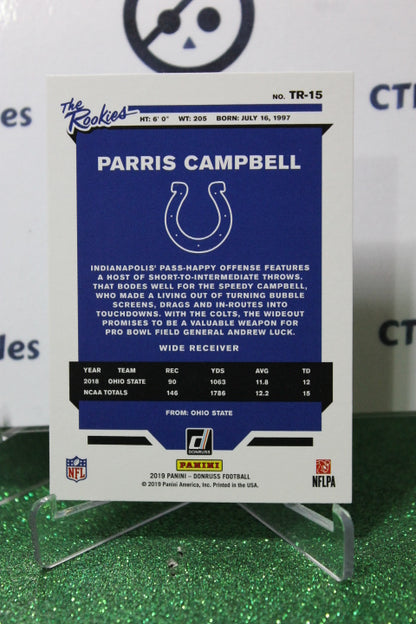 CTR
les
CTR
bles
NO. TR-15
The Rookies
HT: 6' 0" WT: 205 BORN: JULY 16, 1997
PARRIS CAMPBELL
INDIANAPOLIS' PASS-HAPPY OFFENSE FEATURES
A HOST OF SHORT-TO-INTERMEDIATE THROWS.
THAT BODES WELL FOR THE SPEEDY CAMPBELL,
WHO MADE A LIVING OUT OF TURNING BUBBLE
SCREENS, DRAGS AND IN-ROUTES INTO
TOUCHDOWNS. WITH THE COLTS, THE WIDEOUT
PROMISES TO BE A VALUABLE WEAPON FOR
PRO BOWL FIELD GENERAL ANDREW LUCK.
WIDE RECEIVER
YEAR TEAM REC YDS AVG TD
2018 OHIO STATE 90 1063 11.8 12
NCAA TOTALS 146 1786 12.2 15
FROM: OHIO STATE
DONRUSS
PANINI
NFL
NFLPA
2019 PANINI – DONRUSS FOOTBALL
© 2019 Panini America, Inc. Printed in the USA.